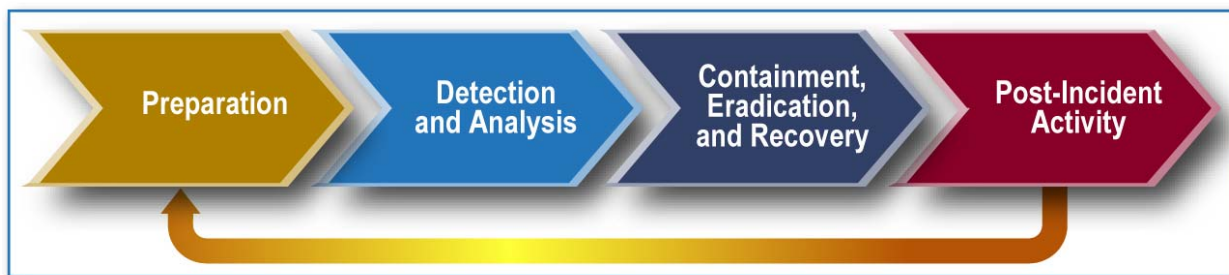 Preparation
Detection
and Analysis
Containment,
Eradication,
and Recovery
Post-Incident
Activity